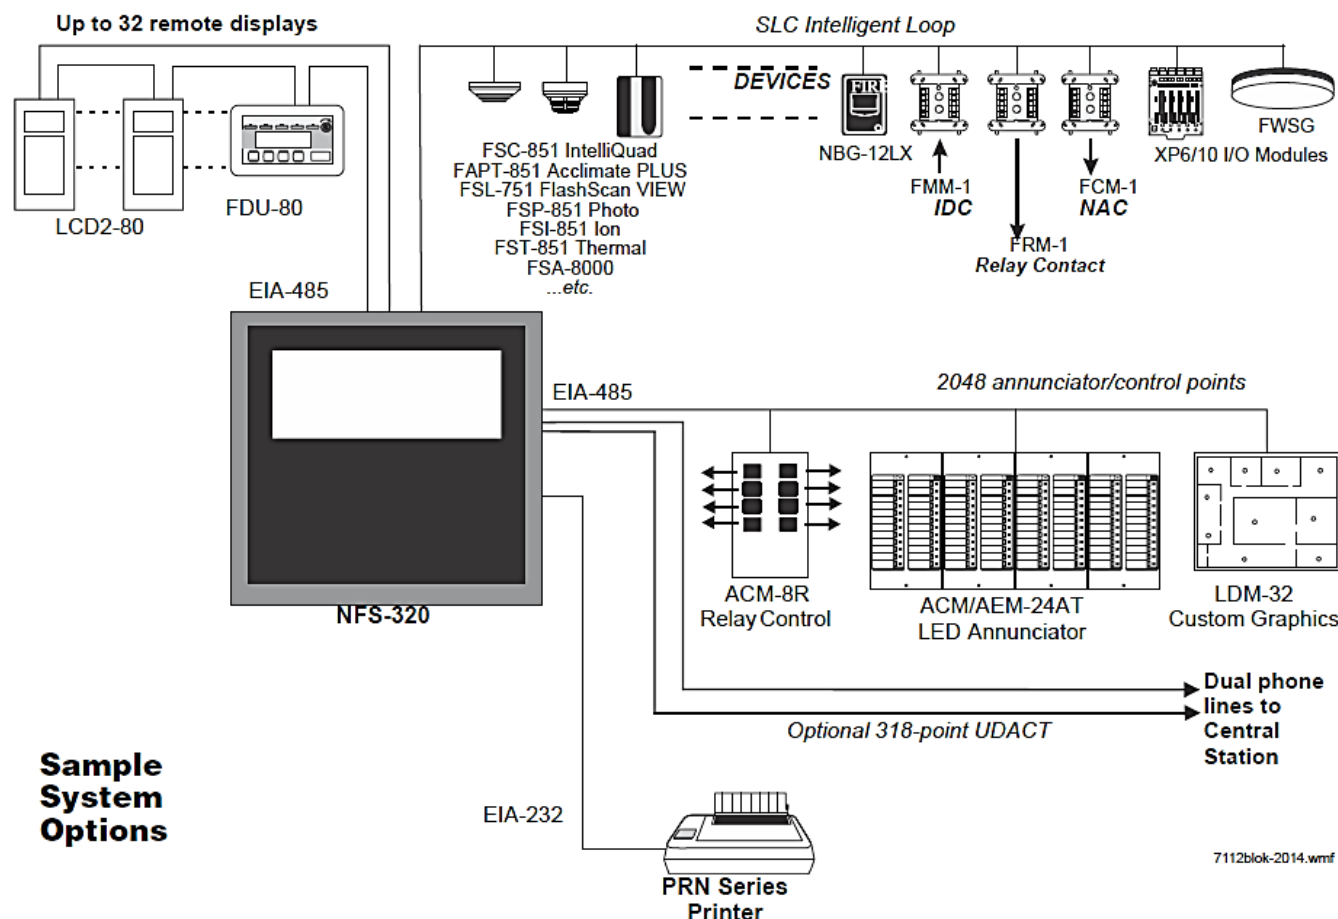 Up to 32 remote displays
SLC Intelligent Loop
DEVICES
FIRE
LCD2-80
FDU-80
FSC-851 IntelliQuad
FAPT-851 Acclimate PLUS
FSL-751 FlashScan VIEW
FSP-851 Photo
FSI-851 Ion
FST-851 Thermal
FSA-8000
...etc.
NBG-12LX
FMM-1
IDC
FRM-1
Relay Contact
FCM-1
NAC
XP6/10 I/O Modules
FWSG
EIA-485
NFS-320
EIA-485
2048 annunciator/control points
ACM-8R
Relay Control
ACM/AEM-24AT
LED Annunciator
LDM-32
Custom Graphics
Dual phone
lines to
Central
Station
Optional 318-point UDACT
Sample
System
Options
EIA-232
PRN Series
Printer
7112blok-2014.wmf